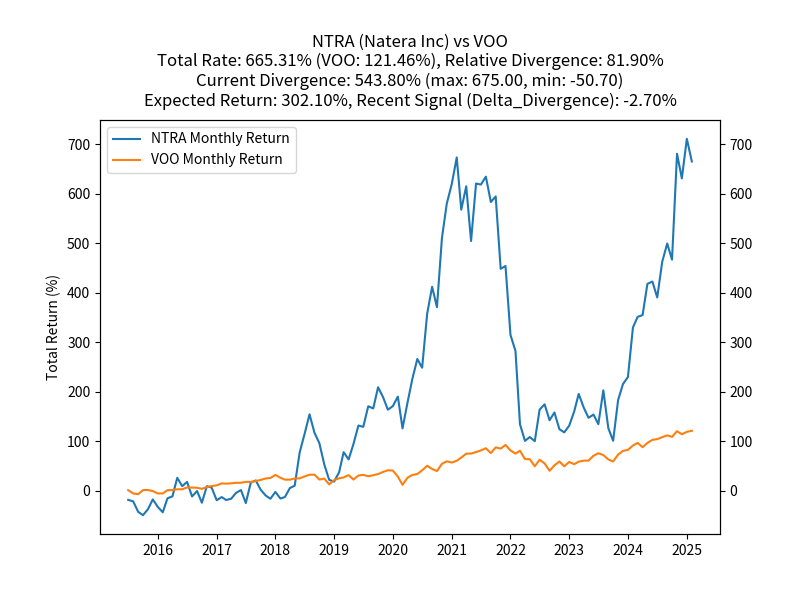 NTRA (Natera Inc) vs VOO
Total Rate: 665.31% (VOO: 121.46%), Relative Divergence: 81.90%
Current Divergence: 543.80% (max: 675.00, min: -50.70)
Expected Return: 302.10%, Recent Signal (Delta_Divergence): -2.70%
NTRA Monthly Return
VOO Monthly Return
Total Return (%)
700
600
500
400
300
200
100
0
700
600
500
400
300
200
100
0
2016 2017 2018 2019 2020 2021 2022 2023 2024 2025